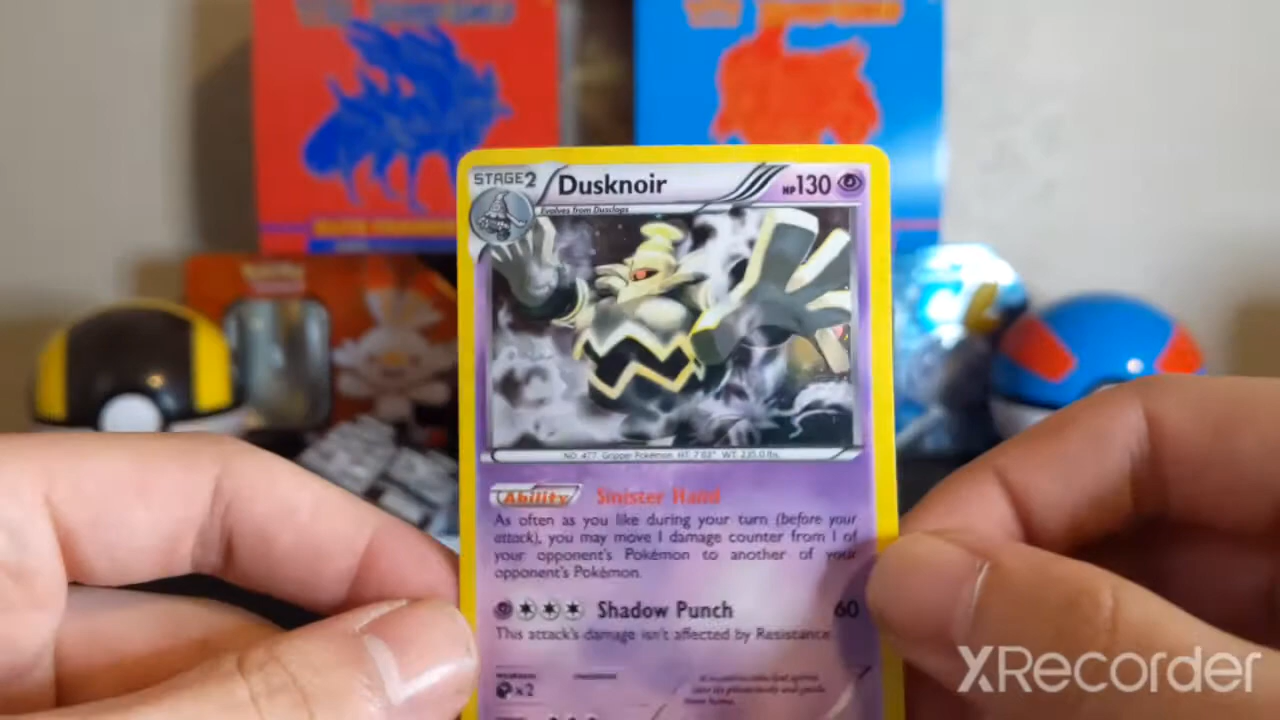 STAGE2 Dusknoir HP130
Evolves from Dusclops
NO. 477 Gripper Pokémon HT: 7'03" WT: 235.0 lbs.
Ability Sinister Hand
As often as you like during your turn (before your
attack), you may move 1 damage counter from 1 of
your opponent's Pokémon to another of your
opponent's Pokémon.
Shadow Punch 60
This attack's damage isn't affected by Resistance.
×2
XRecorder